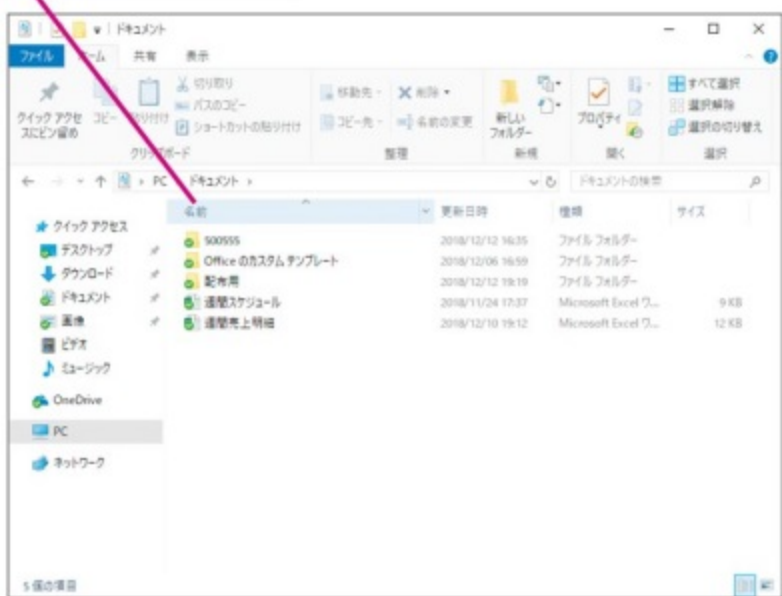 ドキュメント
ファイル ホーム 共有 表示
クイック アクセスにピン留め
コピー
貼り付け
切り取り
パスのコピー
ショートカットの貼り付け
クリップボード
移動先
コピー先
削除
名前の変更
整理
新しいフォルダー
新規
プロパティ
開く
すべて選択
選択解除
選択の切り替え
選択
PC ドキュメント
ドキュメントの検索
名前 更新日時 種類 サイズ
クイック アクセス
デスクトップ
ダウンロード
ドキュメント
画像
ビデオ
ミュージック
OneDrive
PC
ネットワーク
500555 2018/12/12 16:35 ファイル フォルダー
Office のカスタム テンプレート 2018/12/06 16:59 ファイル フォルダー
配布用 2018/12/12 19:19 ファイル フォルダー
週間スケジュール 2018/11/24 17:37 Microsoft Excel ワ... 9 KB
週間売上明細 2018/12/10 19:12 Microsoft Excel ワ... 12 KB
5 個の項目